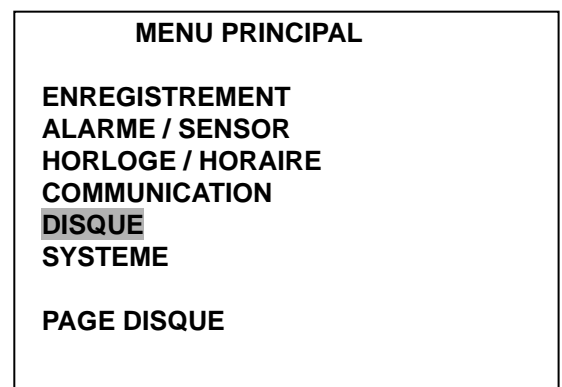 MENU PRINCIPAL
ENREGISTREMENT
ALARME / SENSOR
HORLOGE / HORAIRE
COMMUNICATION
DISQUE
SYSTEME
PAGE DISQUE